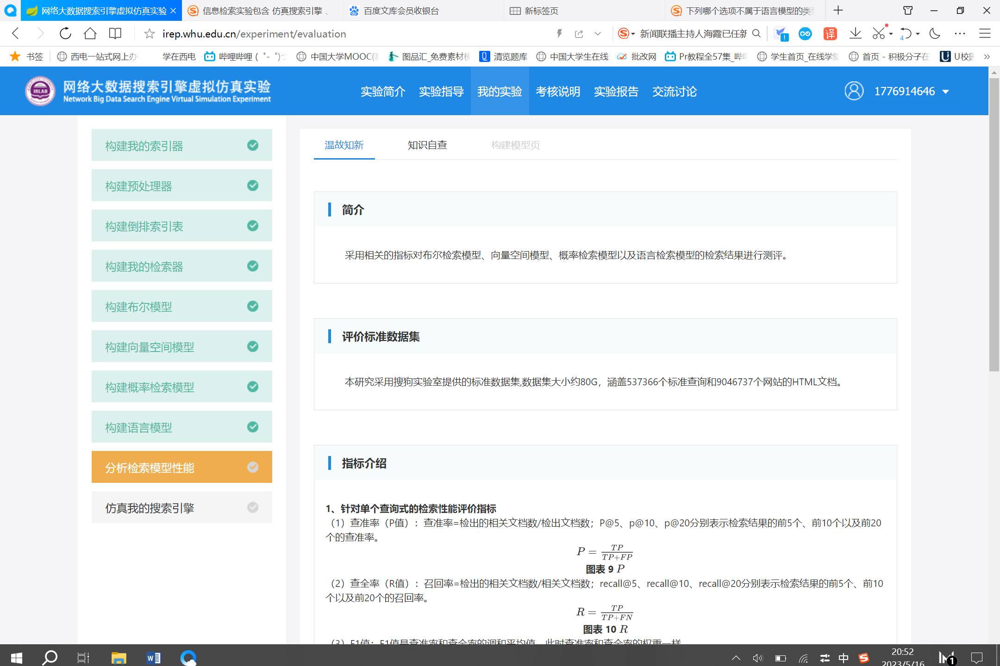 网络大数据搜索引擎虚拟仿真实验
信息检索实验包含 仿真搜索引擎 、
百度文库会员收银台
新标签页
下列哪个选项不属于语言模型的类
irep.whu.edu.cn/experiment/evaluation
新闻联播主持人海霞已任新
译
4
书签
西电一站式网上办
学在西电
哔哩哔哩 ( ゜- ゜)つ
中国大学MOOC(
图品汇_免费素材
清览题库
中国大学生在线
批改网
Pr教程全57集_哔
学生首页_在线学
首页 - 积极分子在
U校园
IRLAB
网络大数据搜索引擎虚拟仿真实验
Network Big Data Search Engine Virtual Simulation Experiment
实验简介
实验指导
我的实验
考核说明
实验报告
交流讨论
1776914646
构建我的索引器
构建预处理器
构建倒排索引表
构建我的检索器
构建布尔模型
构建向量空间模型
构建概率检索模型
构建语言模型
分析检索模型性能
仿真我的搜索引擎
温故知新
知识自查
构建模型页
简介
采用相关的指标对布尔检索模型、向量空间模型、概率检索模型以及语言检索模型的检索结果进行测评。
评价标准数据集
本研究采用搜狗实验室提供的标准数据集,数据集大小约80G，涵盖537366个标准查询和9046737个网站的HTML文档。
指标介绍
1、针对单个查询式的检索性能评价指标
（1）查准率（P值）：查准率=检出的相关文档数/检出文档数；P@5、p@10、p@20分别表示检索结果的前5个、前10个以及前20
个的查准率。
P = TP / TP+FP
图表 9 P
（2）查全率（R值）：召回率=检出的相关文档数/相关文档数；recall@5、recall@10、recall@20分别表示检索结果的前5个、前10
个以及前20个的召回率。
R = TP / TP+FN
图表 10 R
（3）F1值：F1值是查准率和查全率的调和平均值，此时查准率和查全率的权重一样
中
20:52
2023/5/16
1